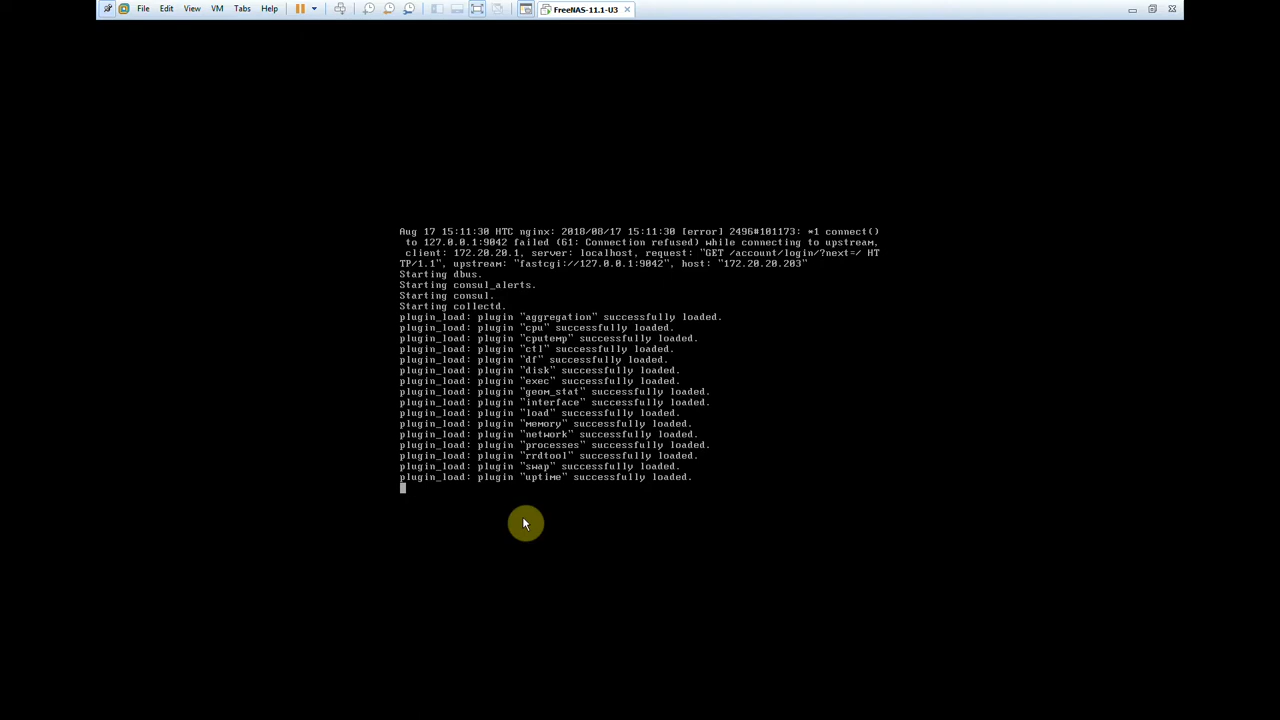 File Edit View VM Tabs Help FreeNAS-11.1-U3
Aug 17 15:11:30 HTC nginx: 2018/08/17 15:11:30 [error] 2496#101173: *1 connect()
to 127.0.0.1:9042 failed (61: Connection refused) while connecting to upstream,
client: 172.20.20.1, server: localhost, request: "GET /account/login/?next=/ HT
TP/1.1", upstream: "fastcgi://127.0.0.1:9042", host: "172.20.20.203"
Starting dbus.
Starting consul_alerts.
Starting consul.
Starting collectd.
plugin_load: plugin "aggregation" successfully loaded.
plugin_load: plugin "cpu" successfully loaded.
plugin_load: plugin "cputemp" successfully loaded.
plugin_load: plugin "ctl" successfully loaded.
plugin_load: plugin "df" successfully loaded.
plugin_load: plugin "disk" successfully loaded.
plugin_load: plugin "exec" successfully loaded.
plugin_load: plugin "geom_stat" successfully loaded.
plugin_load: plugin "interface" successfully loaded.
plugin_load: plugin "load" successfully loaded.
plugin_load: plugin "memory" successfully loaded.
plugin_load: plugin "network" successfully loaded.
plugin_load: plugin "processes" successfully loaded.
plugin_load: plugin "rrdtool" successfully loaded.
plugin_load: plugin "swap" successfully loaded.
plugin_load: plugin "uptime" successfully loaded.